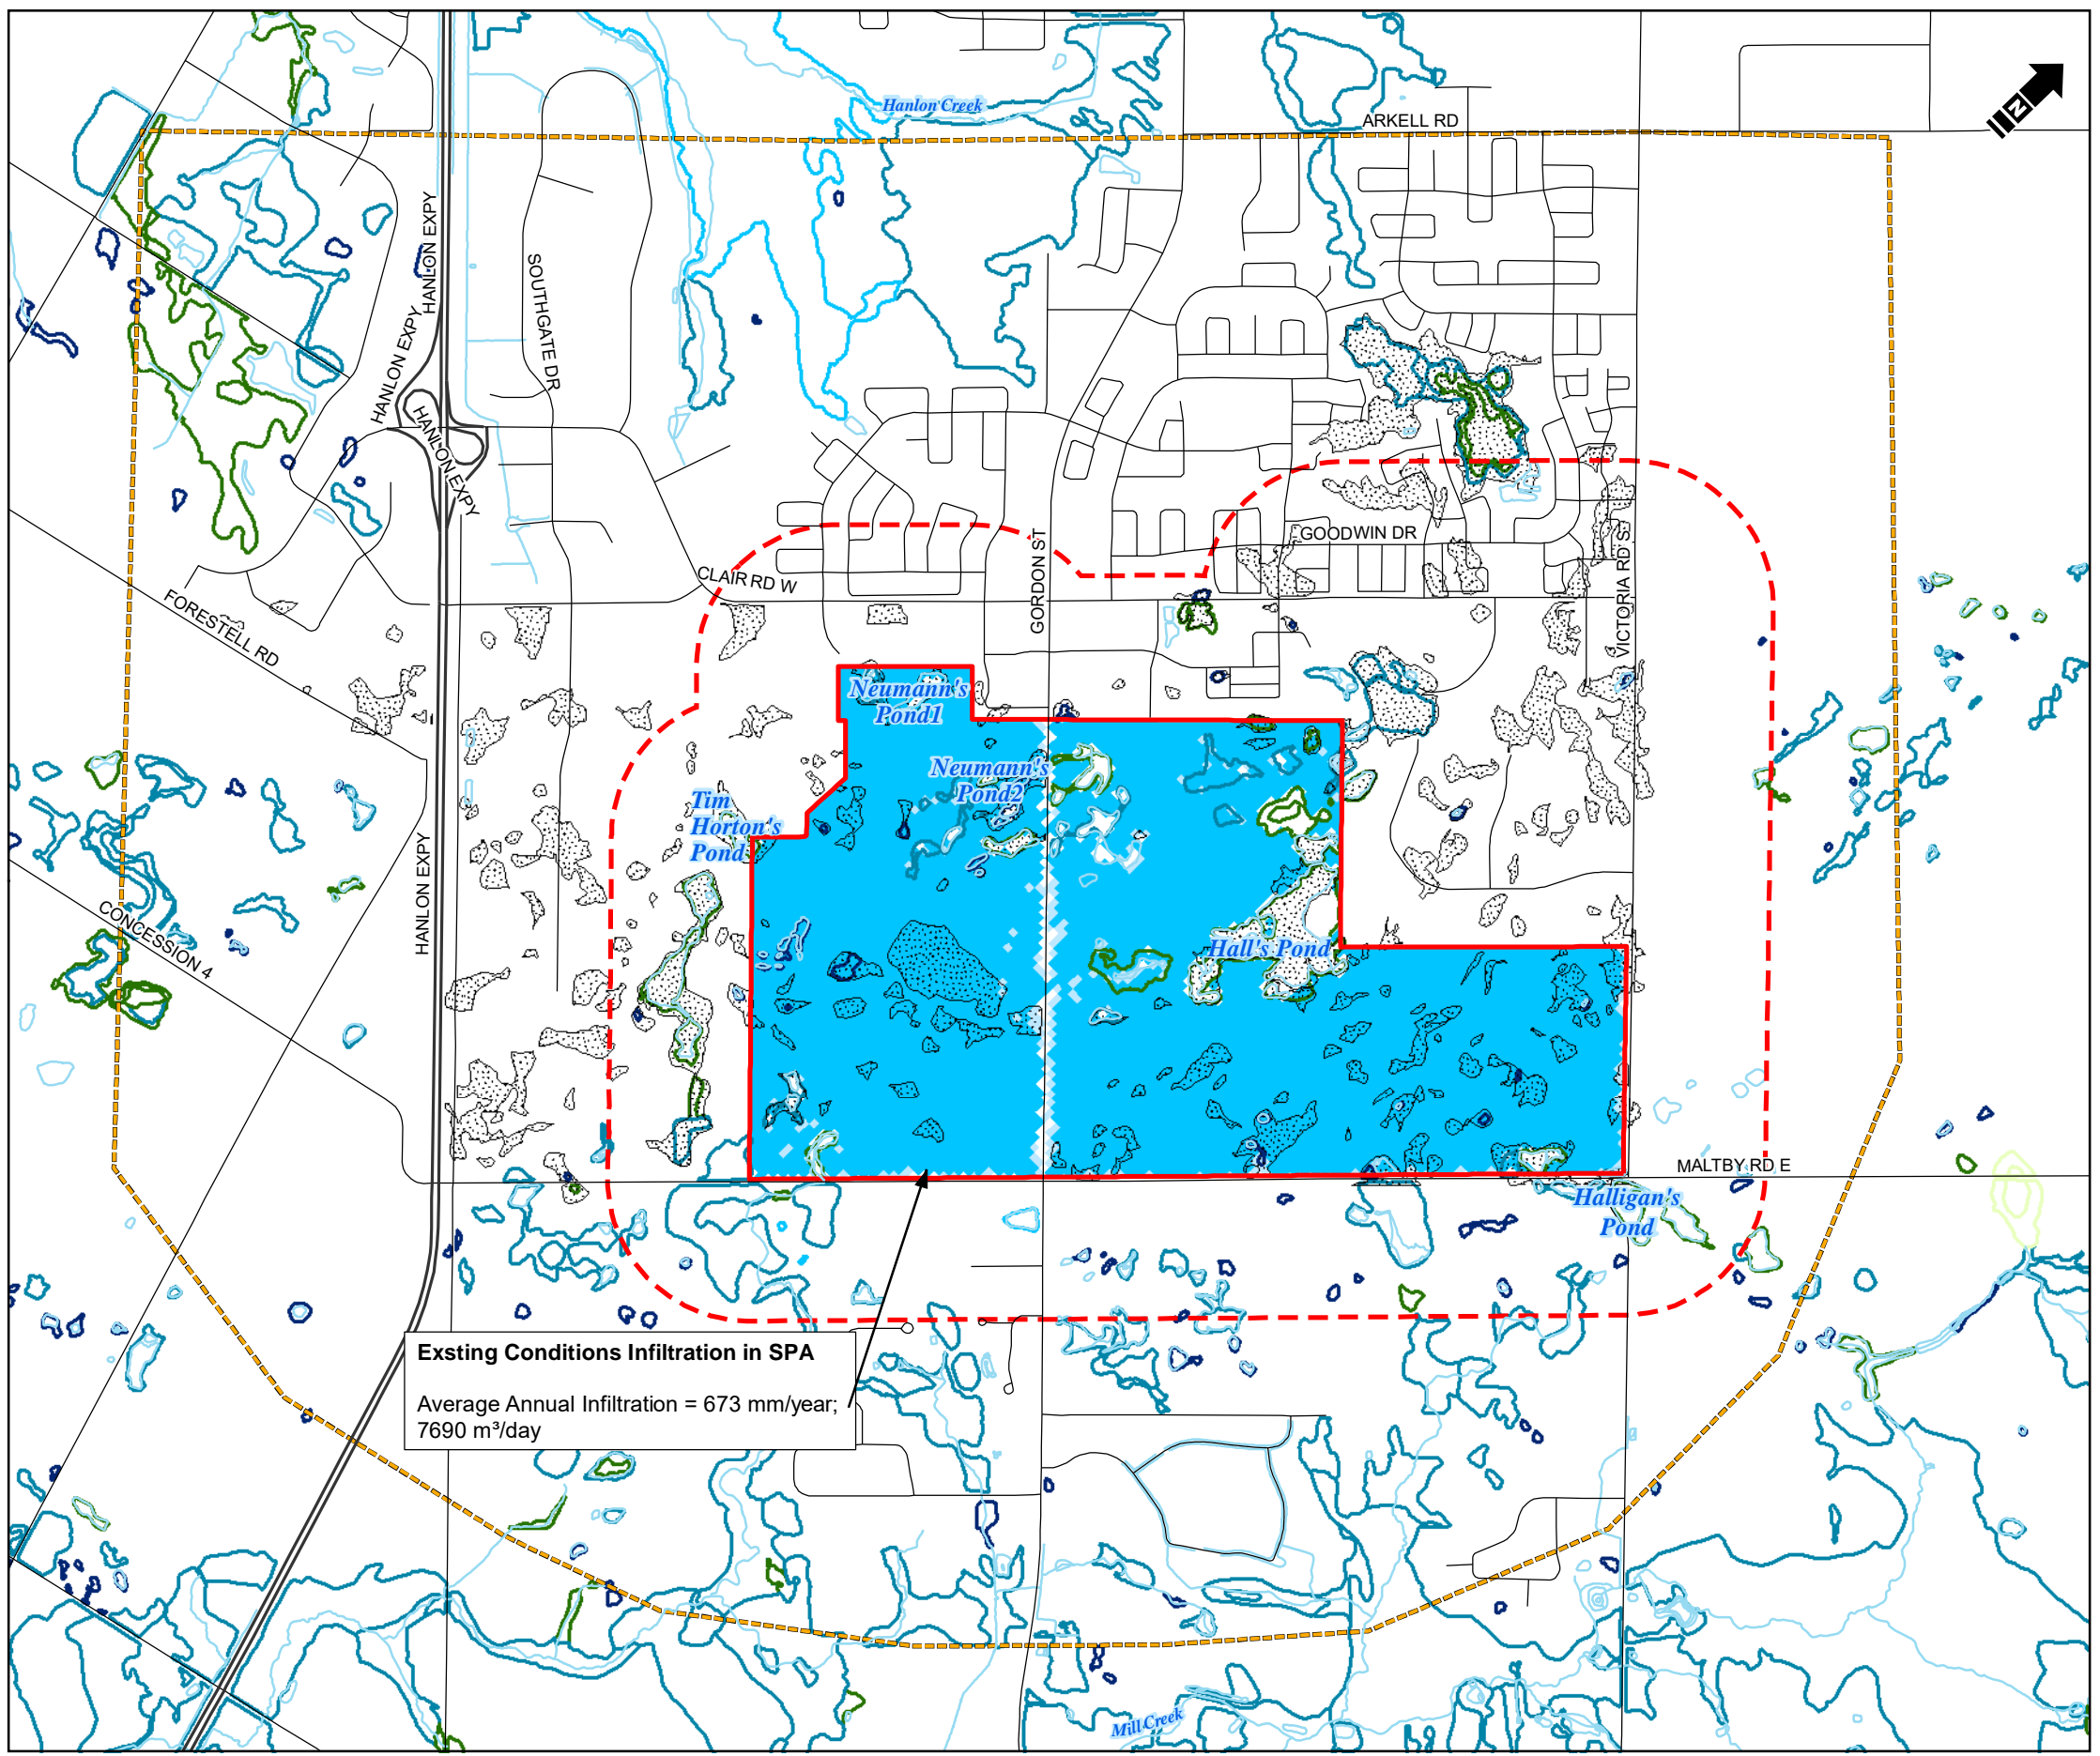 Hanlon Creek
ARKELL RD
N
HANLON EXPY
SOUTHGATE DR
HANLON EXPY
HANLON EXPY
GORDON ST
GOODWIN DR
VICTORIA RD S
CLAIR RD W
FORESTELL RD
Neumann's
Pond1
Neumann's
Pond2
Tim
Horton's
Pond
HANLON EXPY
CONCESSION 4
Hall's Pond
MALTBY RD E
Halligan's
Pond
Exsting Conditions Infiltration in SPA
Average Annual Infiltration = 673 mm/year;
7690 m³/day
Mill Creek